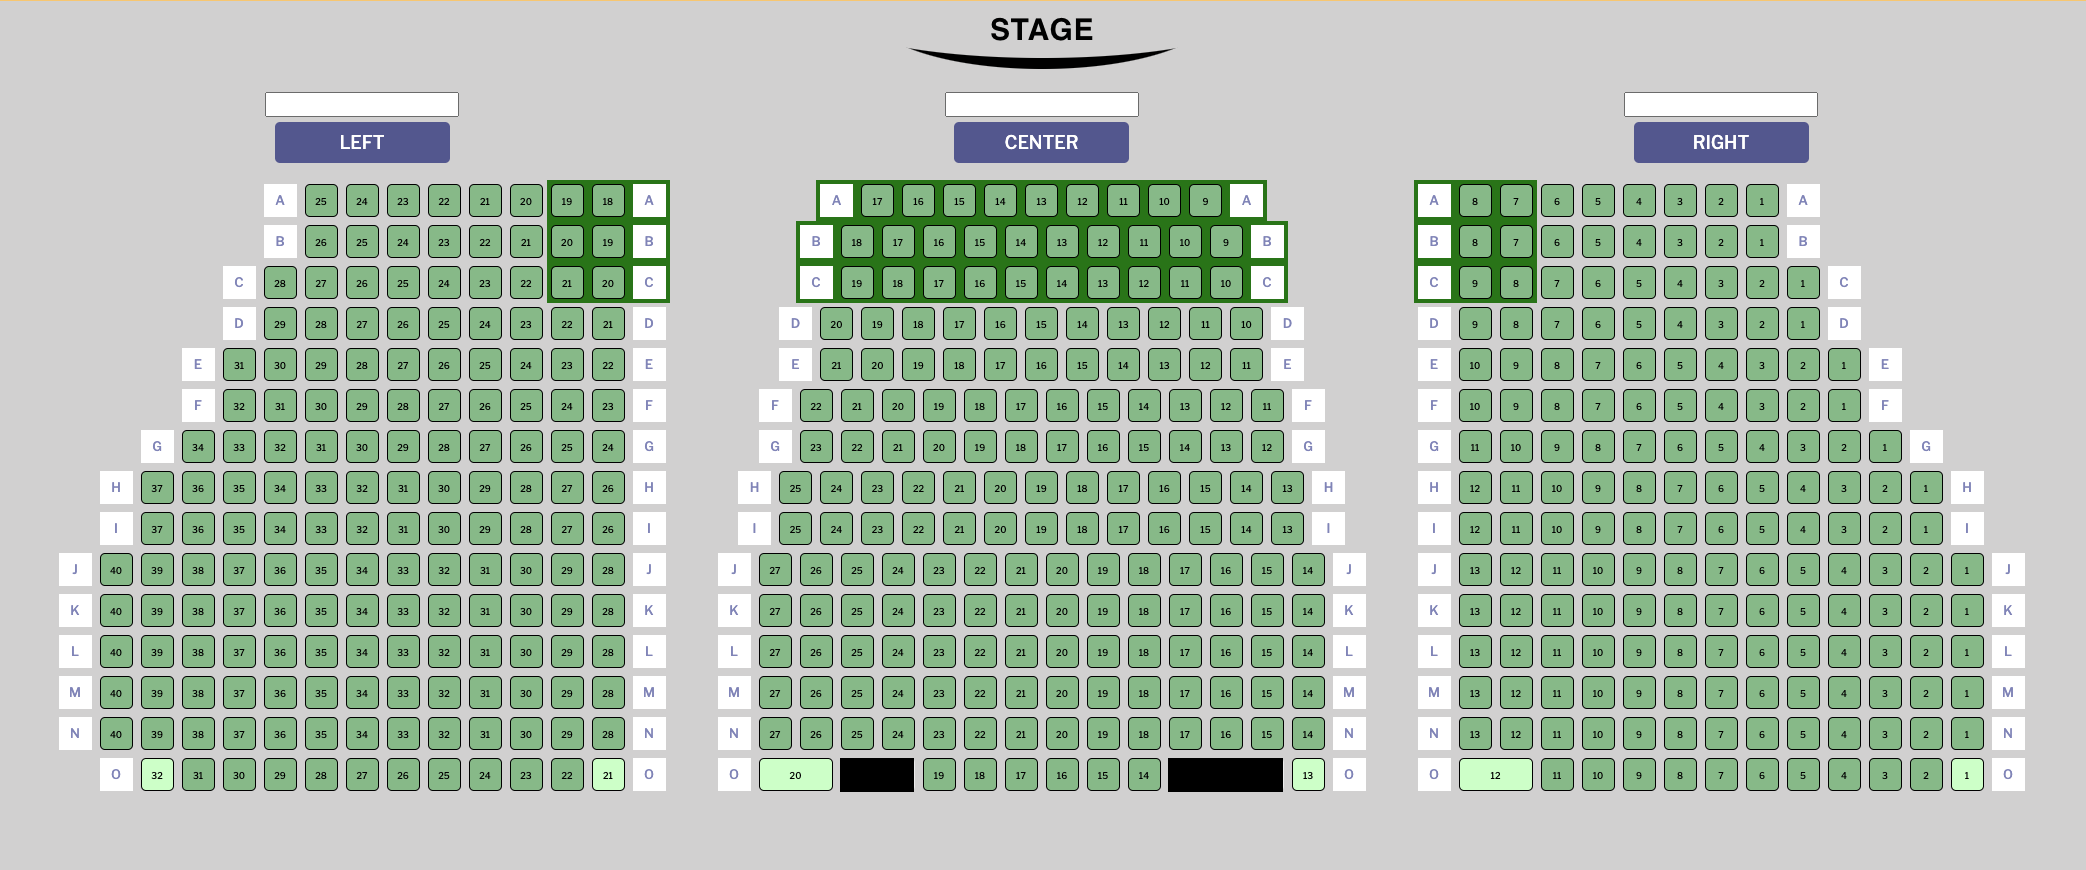 STAGE
LEFT CENTER RIGHT
A 25 24 23 22 21 20 19 18 A A 17 16 15 14 13 12 11 10 9 A A 8 7 6 5 4 3 2 1 A
B 26 25 24 23 22 21 20 19 B B 18 17 16 15 14 13 12 11 10 9 B B 8 7 6 5 4 3 2 1 B
C 28 27 26 25 24 23 22 21 20 C C 19 18 17 16 15 14 13 12 11 10 C C 9 8 7 6 5 4 3 2 1 C
D 29 28 27 26 25 24 23 22 21 D D 20 19 18 17 16 15 14 13 12 11 10 D D 9 8 7 6 5 4 3 2 1 D
E 31 30 29 28 27 26 25 24 23 22 E E 21 20 19 18 17 16 15 14 13 12 11 E E 10 9 8 7 6 5 4 3 2 1 E
F 32 31 30 29 28 27 26 25 24 23 F F 22 21 20 19 18 17 16 15 14 13 12 11 F F 10 9 8 7 6 5 4 3 2 1 F
G 34 33 32 31 30 29 28 27 26 25 24 G G 23 22 21 20 19 18 17 16 15 14 13 12 G G 11 10 9 8 7 6 5 4 3 2 1 G
H 37 36 35 34 33 32 31 30 29 28 27 26 H H 25 24 23 22 21 20 19 18 17 16 15 14 13 H H 12 11 10 9 8 7 6 5 4 3 2 1 H
I 37 36 35 34 33 32 31 30 29 28 27 26 I I 25 24 23 22 21 20 19 18 17 16 15 14 13 I I 12 11 10 9 8 7 6 5 4 3 2 1 I
J 40 39 38 37 36 35 34 33 32 31 30 29 28 J J 27 26 25 24 23 22 21 20 19 18 17 16 15 14 J J 13 12 11 10 9 8 7 6 5 4 3 2 1 J
K 40 39 38 37 36 35 34 33 32 31 30 29 28 K K 27 26 25 24 23 22 21 20 19 18 17 16 15 14 K K 13 12 11 10 9 8 7 6 5 4 3 2 1 K
L 40 39 38 37 36 35 34 33 32 31 30 29 28 L L 27 26 25 24 23 22 21 20 19 18 17 16 15 14 L L 13 12 11 10 9 8 7 6 5 4 3 2 1 L
M 40 39 38 37 36 35 34 33 32 31 30 29 28 M M 27 26 25 24 23 22 21 20 19 18 17 16 15 14 M M 13 12 11 10 9 8 7 6 5 4 3 2 1 M
N 40 39 38 37 36 35 34 33 32 31 30 29 28 N N 27 26 25 24 23 22 21 20 19 18 17 16 15 14 N N 13 12 11 10 9 8 7 6 5 4 3 2 1 N
O 32 31 30 29 28 27 26 25 24 23 22 21 O O 20 19 18 17 16 15 14 13 O O 12 11 10 9 8 7 6 5 4 3 2 1 O